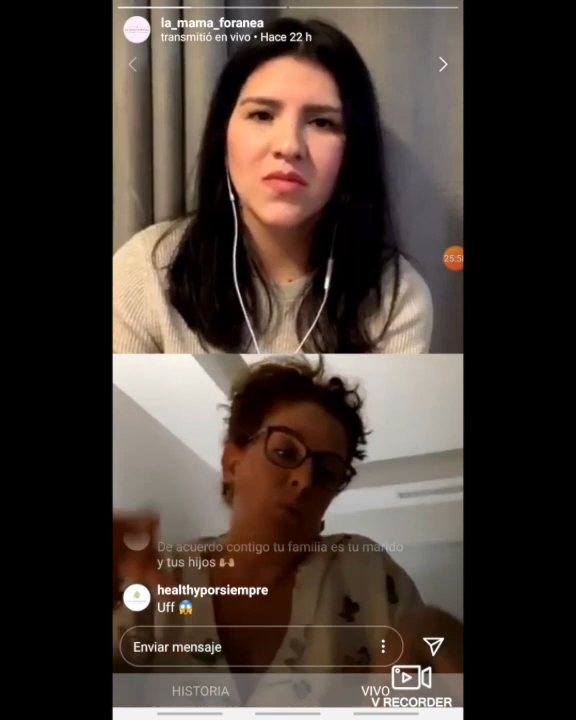 la_mama_foranea
transmitió en vivo • Hace 22 h
De acuerdo contigo tu familia es tu marido
y tus hijos 🙌🏼
healthyporsiempre
Uff 😱
Enviar mensaje
HISTORIA
VIVO
V RECORDER